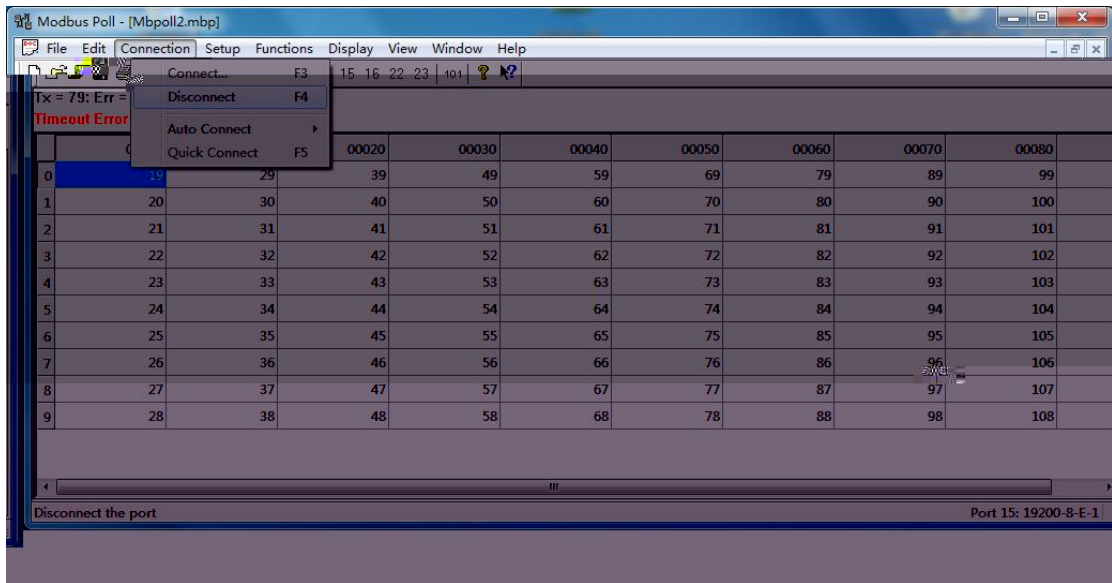 Modbus Poll - [Mbpoll2.mbp]
File Edit Connection Setup Functions Display View Window Help
Connect... F3
15 16 22 23 101
Tx = 79: Err =
Disconnect F4
Timeout Error
Auto Connect
Quick Connect F5
00020 00030 00040 00050 00060 00070 00080
0 19 29 39 49 59 69 79 89 99
1 20 30 40 50 60 70 80 90 100
2 21 31 41 51 61 71 81 91 101
3 22 32 42 52 62 72 82 92 102
4 23 33 43 53 63 73 83 93 103
5 24 34 44 54 64 74 84 94 104
6 25 35 45 55 65 75 85 95 105
7 26 36 46 56 66 76 86 96 106
8 27 37 47 57 67 77 87 97 107
9 28 38 48 58 68 78 88 98 108
Disconnect the port
Port 15: 19200-8-E-1